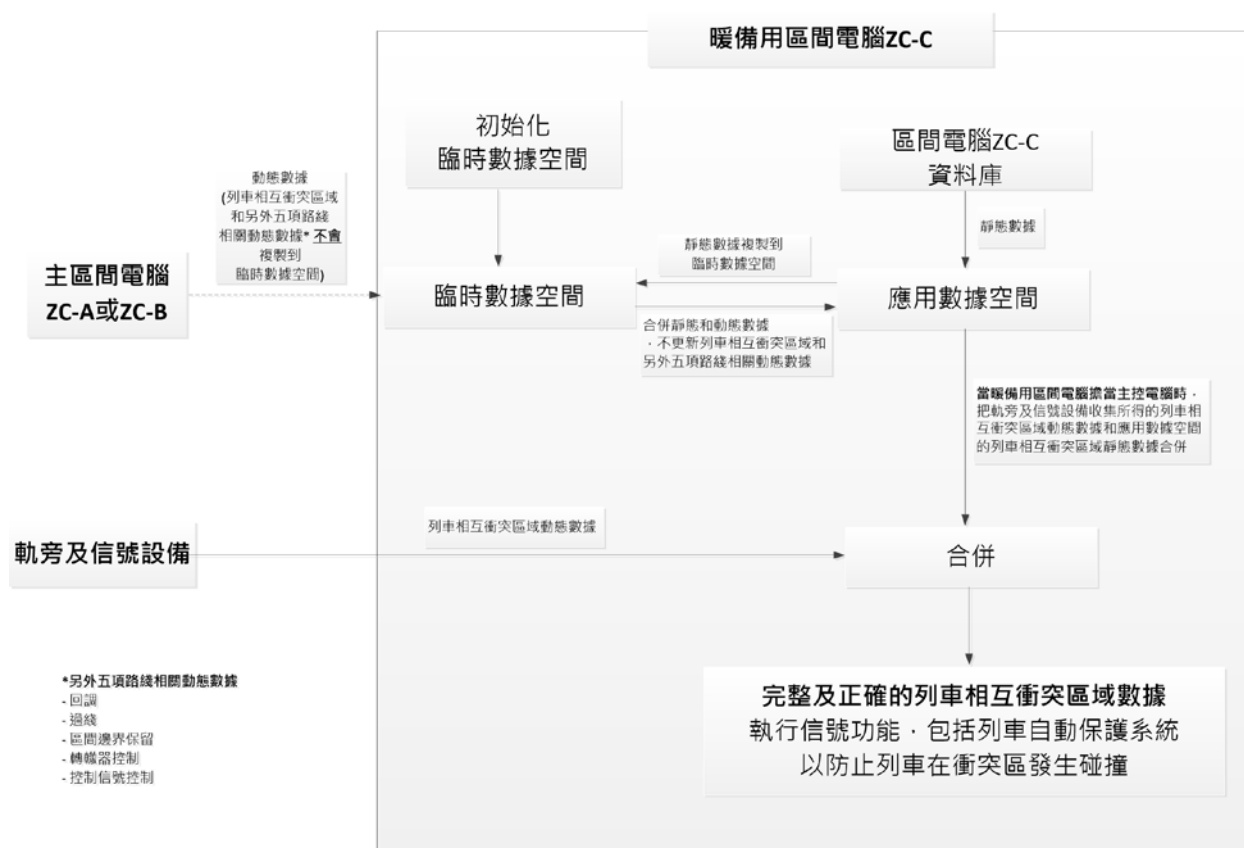 暖備用區間電腦ZC-C
初始化
臨時數據空間
區間電腦ZC-C
資料庫
動態數據
(列車相互衝突區域
和另外五項路綫
相關動態數據* 不會
複製到
臨時數據空間)
靜態數據
靜態數據複製到
臨時數據空間
主區間電腦
ZC-A或ZC-B
臨時數據空間
應用數據空間
合併靜態和動態數據
，不更新列車相互衝突區域和
另外五項路綫相關動態數據
當暖備用區間電腦擔當主控電腦時，
把軌旁及信號設備收集所得的列車相
互衝突區域動態數據和應用數據空間
的列車相互衝突區域靜態數據合併
列車相互衝突區域動態數據
軌旁及信號設備
合併
*另外五項路綫相關動態數據
- 回調
- 過綫
- 區間邊界保留
- 轉轍器控制
- 控制信號控制
完整及正確的列車相互衝突區域數據
執行信號功能，包括列車自動保護系統
以防止列車在衝突區發生碰撞